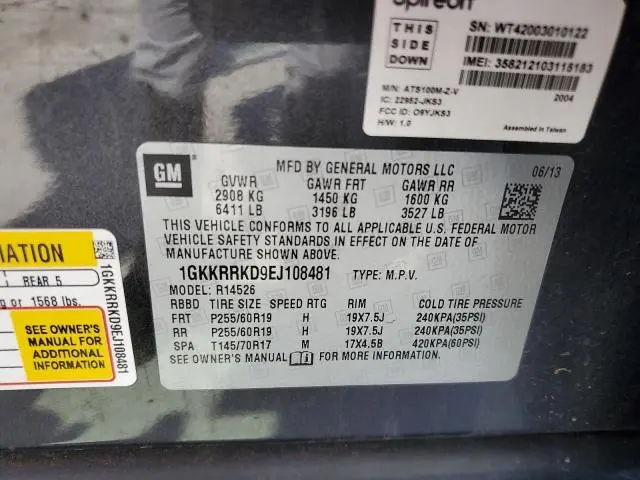 Spireon
THIS
SIDE
DOWN
SN: WT42003010122
IMEI: 358212103115183
M/N: ATS100M-Z-V
IC: 22952-JKS3
FCC ID: O9YJKS3
H/W: 1.0
2004
Assembled in Taiwan
GM
MFD BY GENERAL MOTORS LLC
06/13
GVWR GAWR FRT GAWR RR
2908 KG 1450 KG 1600 KG
6411 LB 3196 LB 3527 LB
THIS VEHICLE CONFORMS TO ALL APPLICABLE U.S. FEDERAL MOTOR
VEHICLE SAFETY STANDARDS IN EFFECT ON THE DATE OF
MANUFACTURE SHOWN ABOVE.
1GKKRRKD9EJ108481 TYPE: M.P.V.
MODEL: R14526
RBBD TIRE SIZE SPEED RTG RIM COLD TIRE PRESSURE
FRT P255/60R19 H 19X7.5J 240KPA(35PSI)
RR P255/60R19 H 19X7.5J 240KPA(35PSI)
SPA T145/70R17 M 17X4.5B 420KPA(60PSI)
SEE OWNER'S MANUAL FOR MORE INFORMATION
MATION
REAR 5
or 1568 lbs.
SEE OWNER'S
MANUAL FOR
ADDITIONAL
INFORMATION
1GKKRRKD9EJ108481